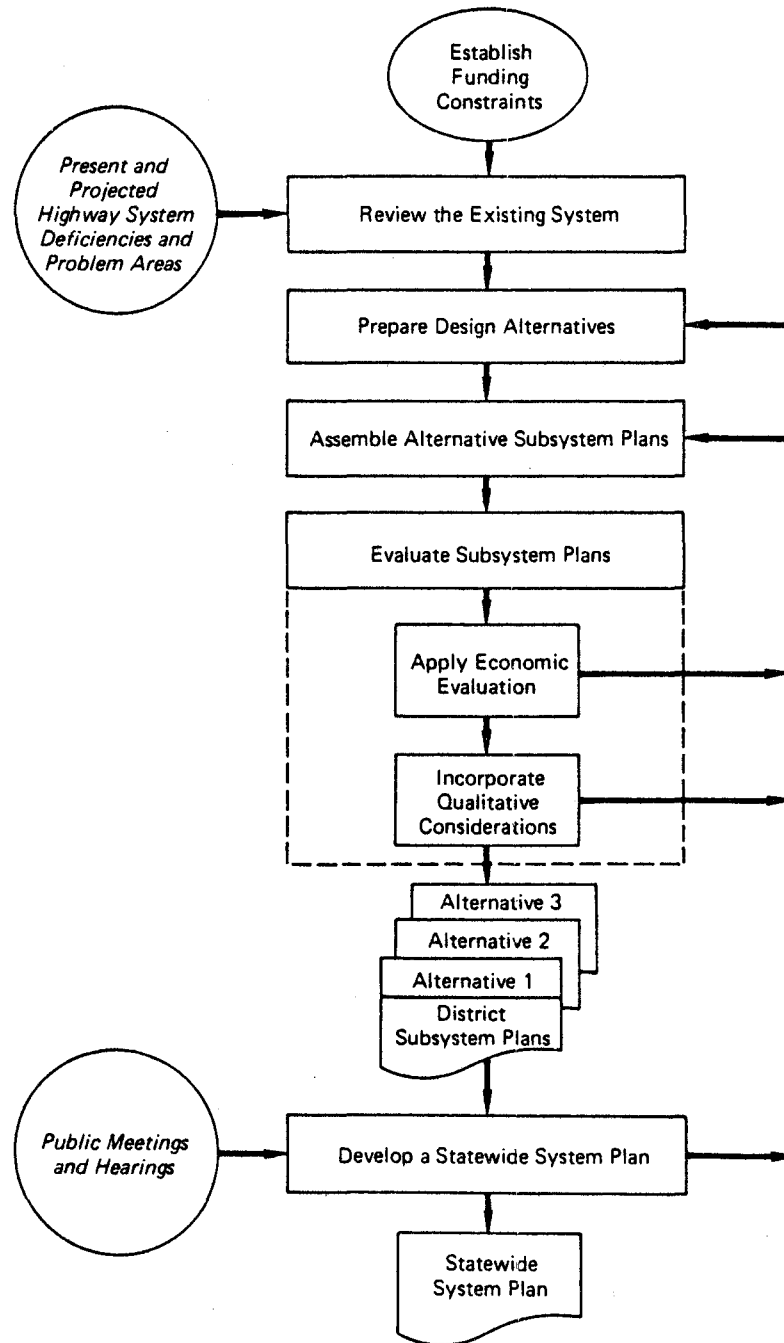 Establish
Funding
Constraints
Present and
Projected
Highway System
Deficiencies and
Problem Areas
Review the Existing System
Prepare Design Alternatives
Assemble Alternative Subsystem Plans
Evaluate Subsystem Plans
Apply Economic
Evaluation
Incorporate
Qualitative
Considerations
Alternative 3
Alternative 2
Alternative 1
District
Subsystem Plans
Public Meetings
and Hearings
Develop a Statewide System Plan
Statewide
System Plan